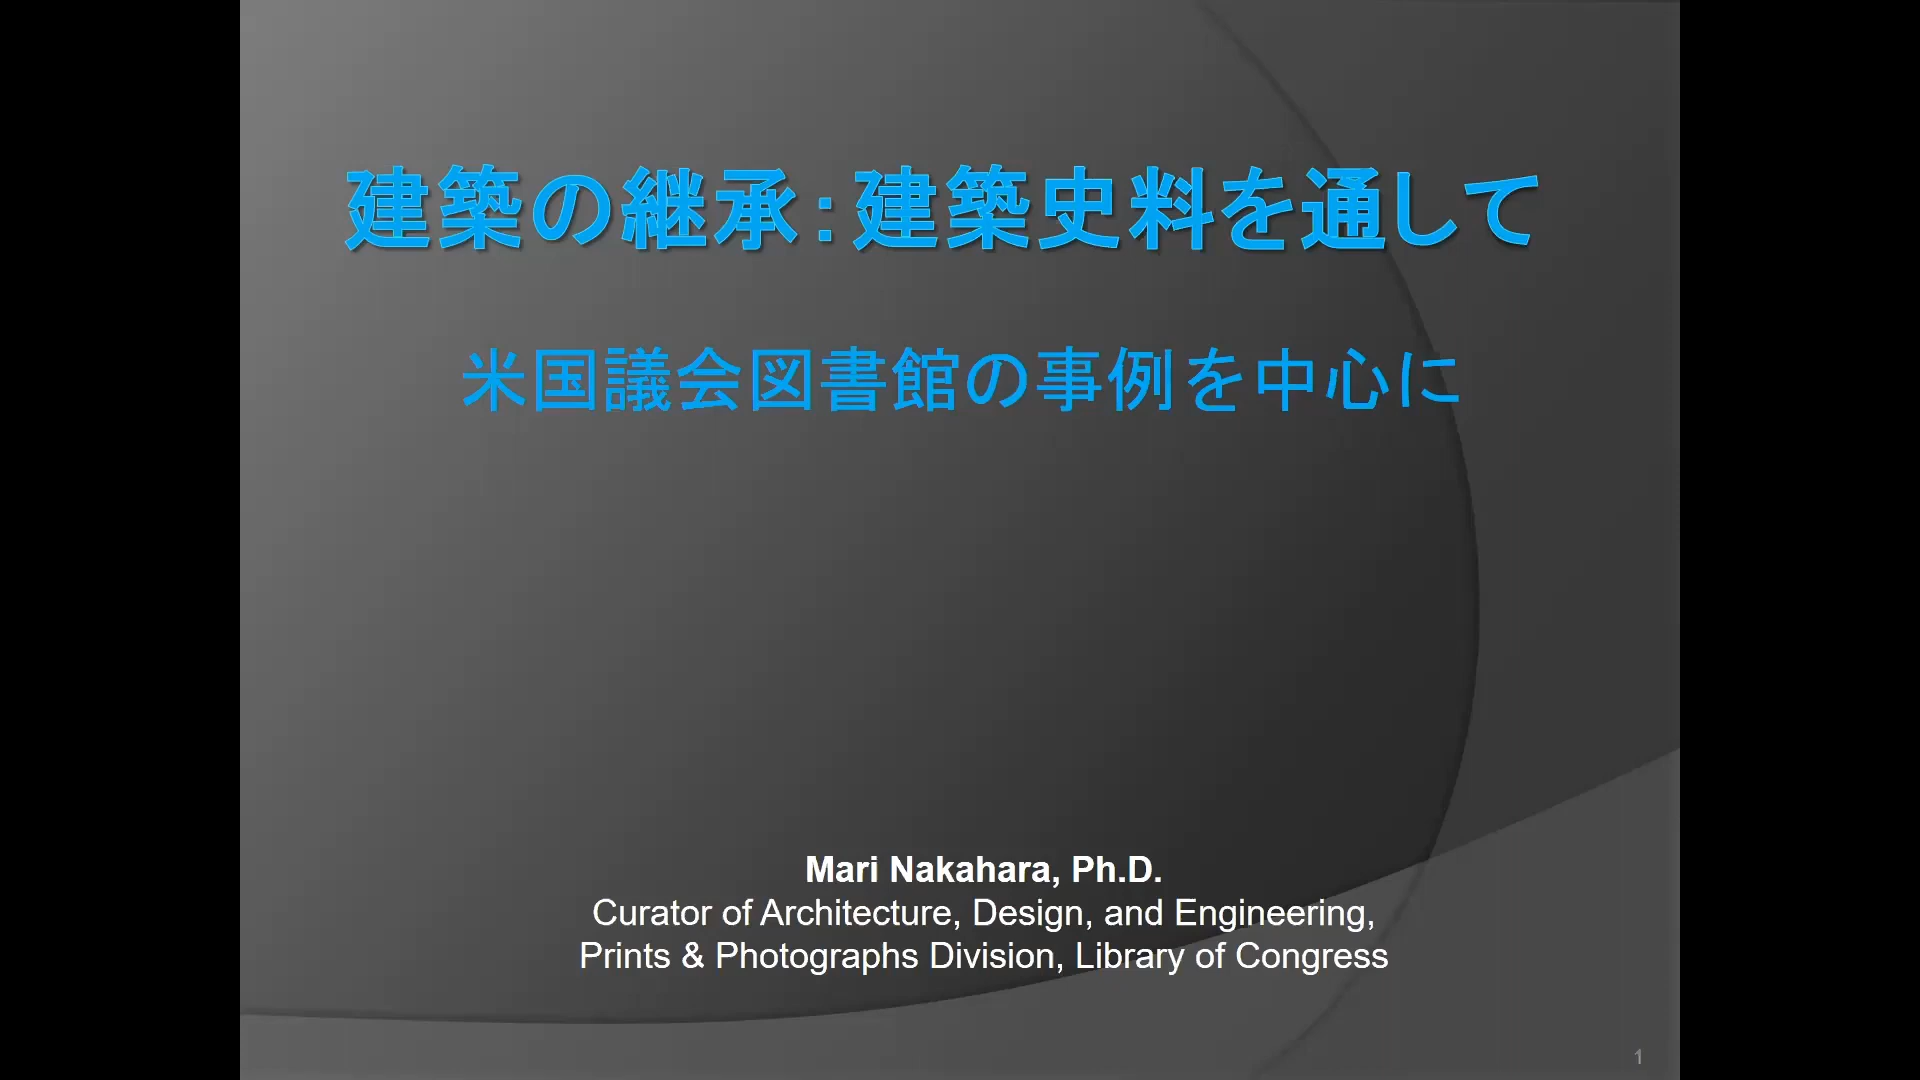 建築の継承：建築史料を通して
米国議会図書館の事例を中心に
Mari Nakahara, Ph.D.
Curator of Architecture, Design, and Engineering,
Prints & Photographs Division, Library of Congress
1